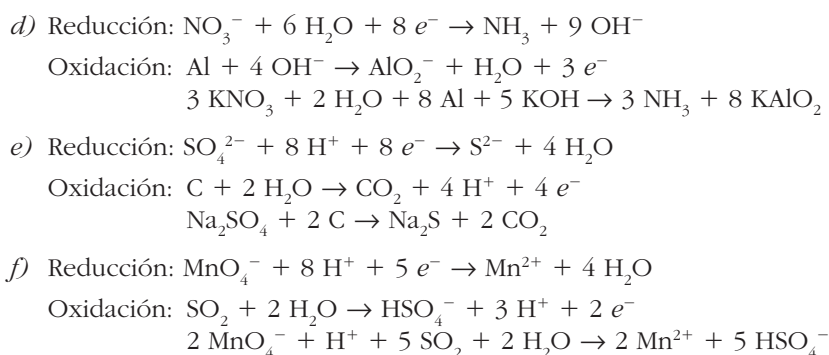 d) Reducción: NO₃⁻ + 6 H₂O + 8 e⁻ → NH₃ + 9 OH⁻
Oxidación: Al + 4 OH⁻ → AlO₂⁻ + H₂O + 3 e⁻
3 KNO₃ + 2 H₂O + 8 Al + 5 KOH → 3 NH₃ + 8 KAlO₂
e) Reducción: SO₄²⁻ + 8 H⁺ + 8 e⁻ → S²⁻ + 4 H₂O
Oxidación: C + 2 H₂O → CO₂ + 4 H⁺ + 4 e⁻
Na₂SO₄ + 2 C → Na₂S + 2 CO₂
f) Reducción: MnO₄⁻ + 8 H⁺ + 5 e⁻ → Mn²⁺ + 4 H₂O
Oxidación: SO₂ + 2 H₂O → HSO₄⁻ + 3 H⁺ + 2 e⁻
2 MnO₄⁻ + H⁺ + 5 SO₂ + 2 H₂O → 2 Mn²⁺ + 5 HSO₄⁻